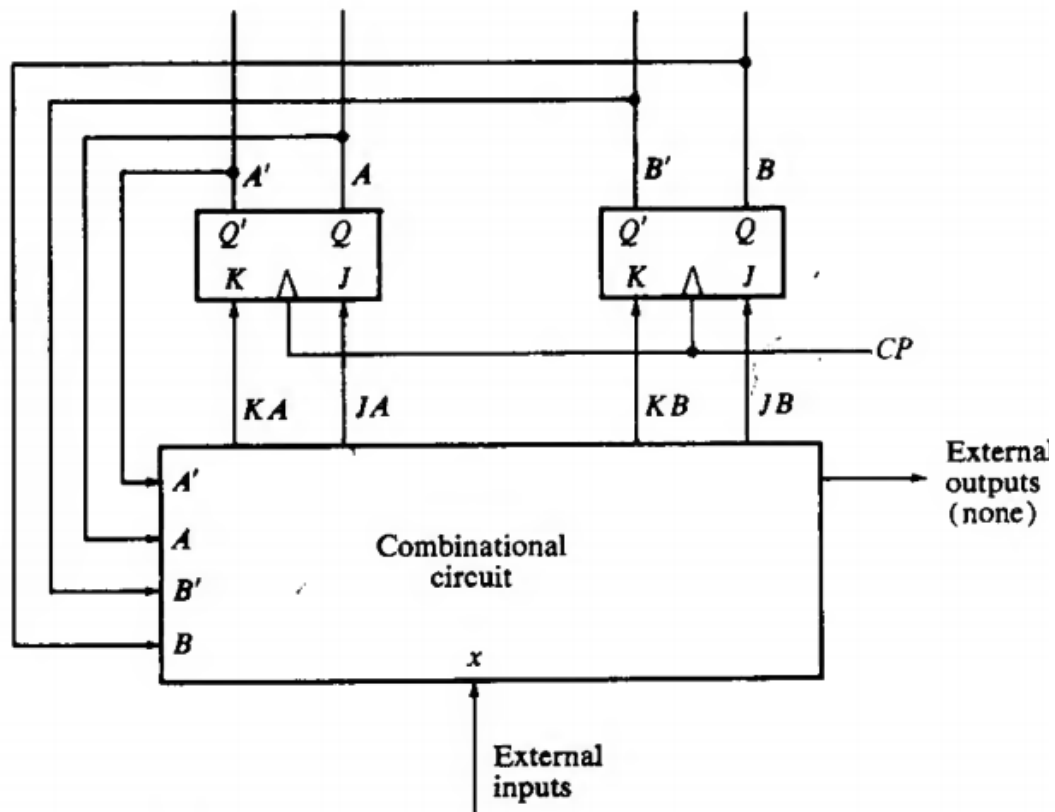 A'
A
B'
B
Q'
Q
Q'
Q
K
J
K
J
CP
KA
JA
KB
JB
External
outputs
(none)
A'
A
B'
B
Combinational
circuit
x
External
inputs